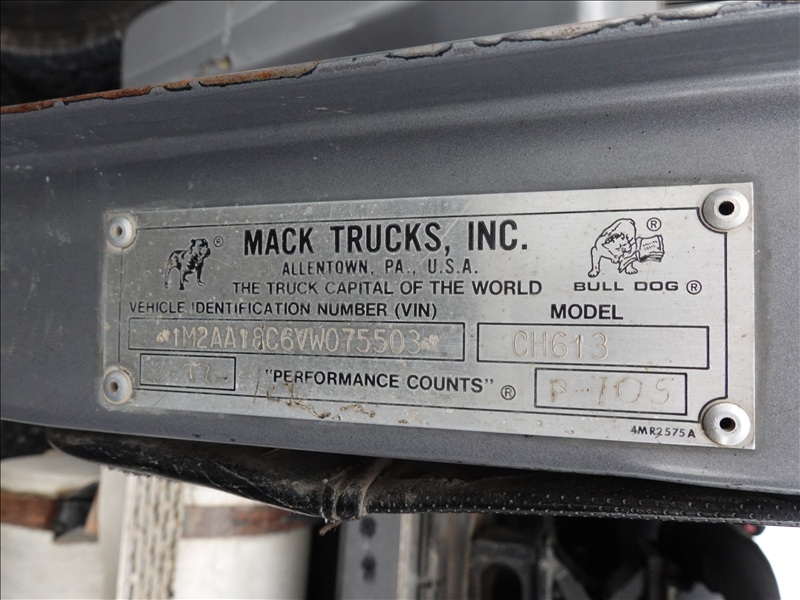 MACK TRUCKS, INC.
ALLENTOWN, PA., U.S.A.
THE TRUCK CAPITAL OF THE WORLD
BULL DOG ®
VEHICLE IDENTIFICATION NUMBER (VIN)
MODEL
*1M2AA18C6VW075503*
CH613
"PERFORMANCE COUNTS" ®
P-105
4MR2575A